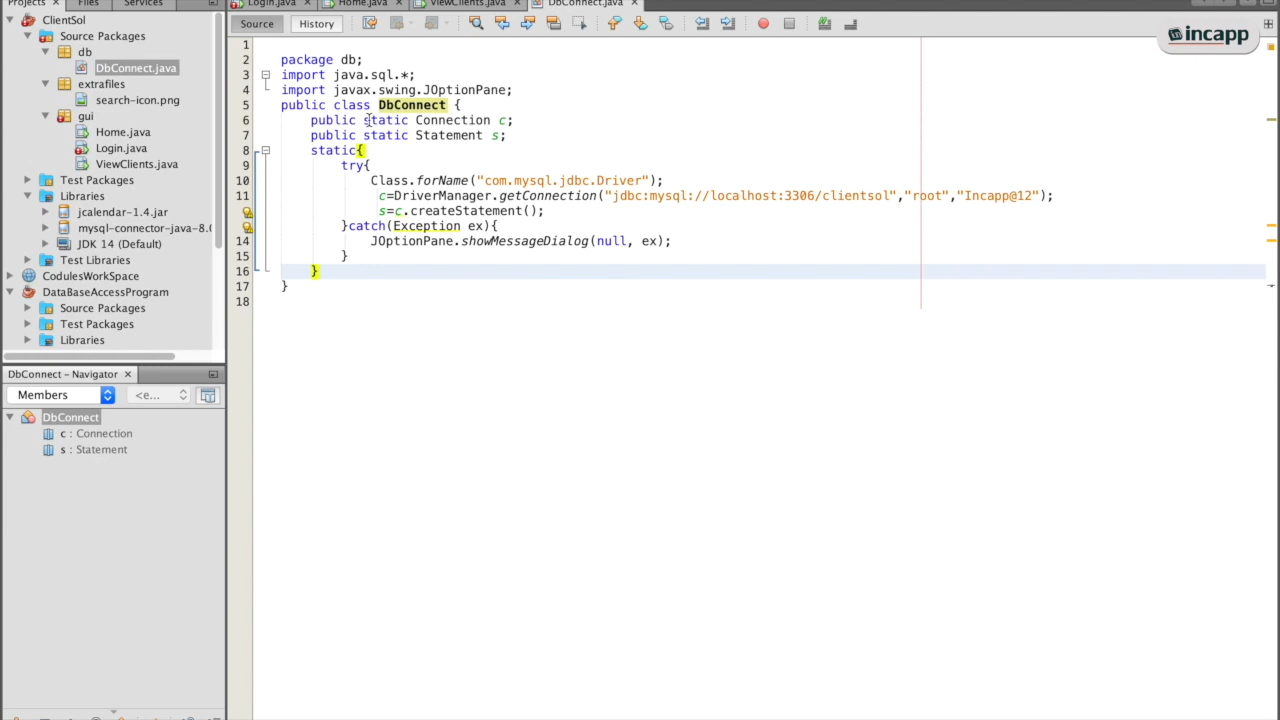 Projects × Files Services
Login.java × Home.java × ViewClients.java × DbConnect.java ×
Source History
incapp
ClientSol
Source Packages
db
DbConnect.java
extrafiles
search-icon.png
gui
Home.java
Login.java
ViewClients.java
Test Packages
Libraries
jcalendar-1.4.jar
mysql-connector-java-8.0
JDK 14 (Default)
Test Libraries
CodulesWorkSpace
DataBaseAccessProgram
Source Packages
Test Packages
Libraries
DbConnect – Navigator ×
Members <e...
DbConnect
c : Connection
s : Statement
1
2 package db;
3 import java.sql.*;
4 import javax.swing.JOptionPane;
5 public class DbConnect {
6 public static Connection c;
7 public static Statement s;
8 static{
9 try{
10 Class.forName("com.mysql.jdbc.Driver");
11 c=DriverManager.getConnection("jdbc:mysql://localhost:3306/clientsol","root","Incapp@12");
s=c.createStatement();
}catch(Exception ex){
14 JOptionPane.showMessageDialog(null, ex);
15 }
16 }
17 }
18